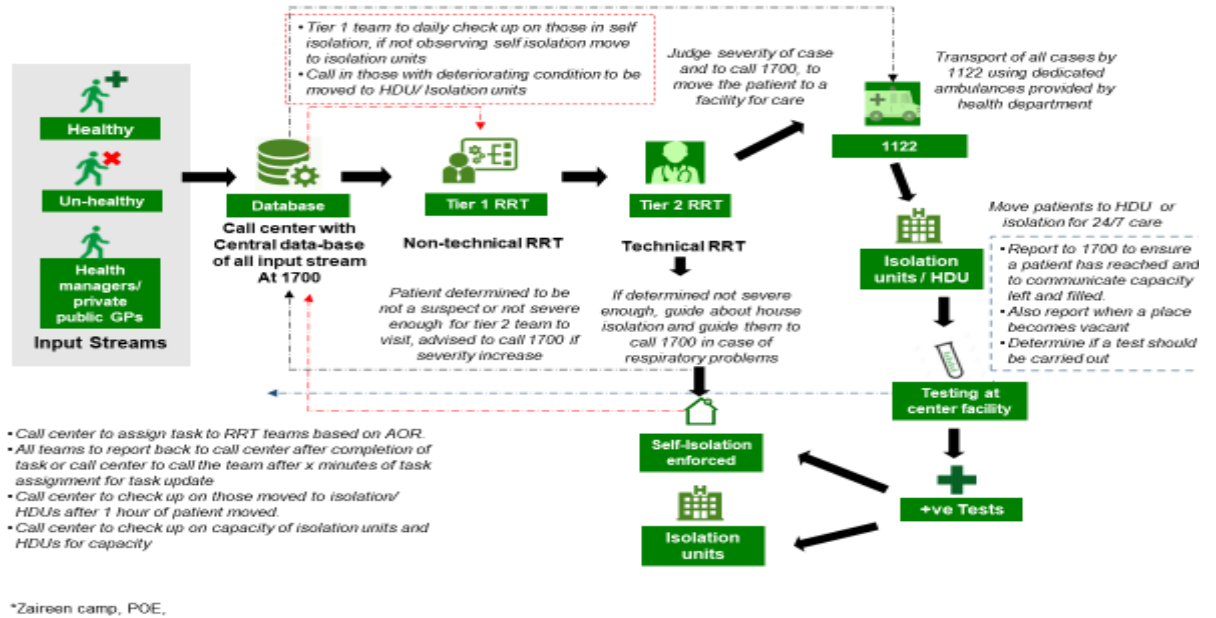 • Tier 1 team to daily check up on those in self
isolation, if not observing self isolation move
to isolation units
• Call in those with deteriorating condition to be
moved to HDU/ Isolation units
Judge severity of case
and to call 1700, to
move the patient to a
facility for care
Transport of all cases by
1122 using dedicated
ambulances provided by
health department
Healthy
Un-healthy
Health
managers/
private
public GPs
Input Streams
Database
Call center with
Central data-base
of all input stream
At 1700
Tier 1 RRT
Non-technical RRT
Patient determined to be
not a suspect or not severe
enough for tier 2 team to
visit, advised to call 1700 if
severity increase
Tier 2 RRT
Technical RRT
If determined not severe
enough, guide about house
isolation and guide them to
call 1700 in case of
respiratory problems
1122
Isolation
units / HDU
Move patients to HDU or
isolation for 24/7 care
• Report to 1700 to ensure
a patient has reached and
to communicate capacity
left and filled.
• Also report when a place
becomes vacant
• Determine if a test should
be carried out
Testing at
center facility
+ve Tests
Self-Isolation
enforced
Isolation
units
• Call center to assign task to RRT teams based on AOR.
• All teams to report back to call center after completion of
task or call center to call the team after x minutes of task
assignment for task update
• Call center to check up on those moved to isolation/
HDUs after 1 hour of patient moved.
• Call center to check up on capacity of isolation units and
HDUs for capacity
*Zaireen camp, POE,